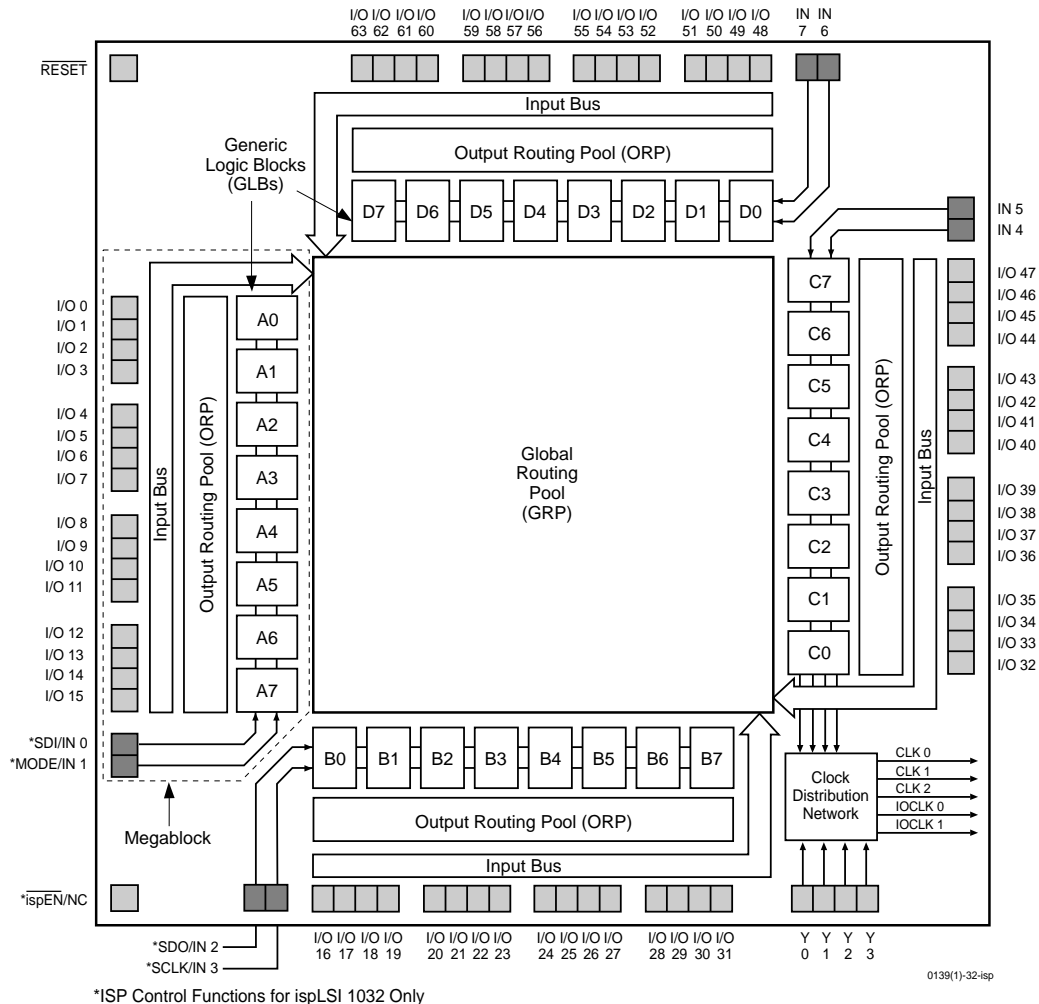 I/O I/O I/O I/O
63 62 61 60
I/O I/O I/O I/O
59 58 57 56
I/O I/O I/O I/O
55 54 53 52
I/O I/O I/O I/O
51 50 49 48
IN IN
7 6
RESET
Input Bus
Output Routing Pool (ORP)
Generic
Logic Blocks
(GLBs)
D7 D6 D5 D4 D3 D2 D1 D0
IN 5
IN 4
I/O 0
I/O 1
I/O 2
I/O 3
I/O 4
I/O 5
I/O 6
I/O 7
I/O 8
I/O 9
I/O 10
I/O 11
I/O 12
I/O 13
I/O 14
I/O 15
*SDI/IN 0
*MODE/IN 1
Input Bus
Output Routing Pool (ORP)
A0
A1
A2
A3
A4
A5
A6
A7
Global
Routing
Pool
(GRP)
C7
C6
C5
C4
C3
C2
C1
C0
Output Routing Pool (ORP)
Input Bus
I/O 47
I/O 46
I/O 45
I/O 44
I/O 43
I/O 42
I/O 41
I/O 40
I/O 39
I/O 38
I/O 37
I/O 36
I/O 35
I/O 34
I/O 33
I/O 32
B0 B1 B2 B3 B4 B5 B6 B7
Output Routing Pool (ORP)
Input Bus
Megablock
Clock
Distribution
Network
CLK 0
CLK 1
CLK 2
IOCLK 0
IOCLK 1
*ispEN/NC
*SDO/IN 2
*SCLK/IN 3
I/O I/O I/O I/O
16 17 18 19
I/O I/O I/O I/O
20 21 22 23
I/O I/O I/O I/O
24 25 26 27
I/O I/O I/O I/O
28 29 30 31
Y Y Y Y
0 1 2 3
0139(1)-32-isp
*ISP Control Functions for ispLSI 1032 Only